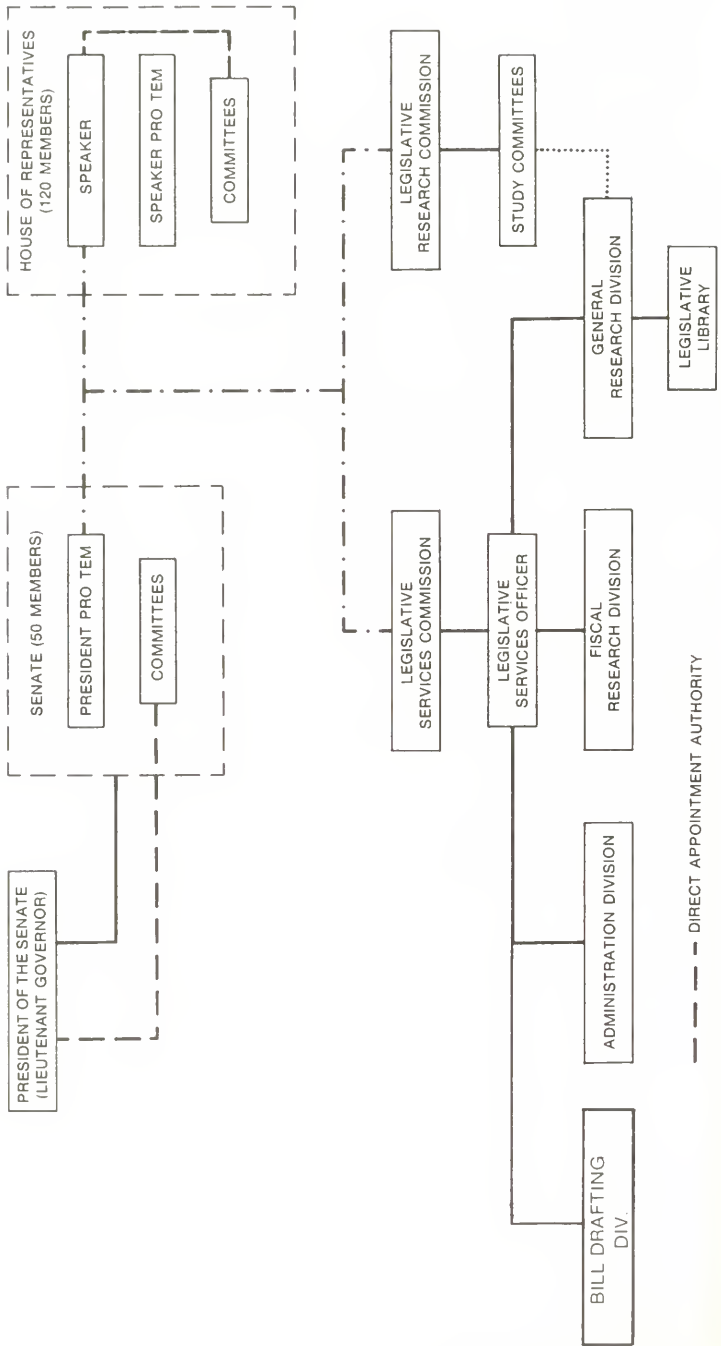 PRESIDENT OF THE SENATE
(LIEUTENANT GOVERNOR)
SENATE (50 MEMBERS)
PRESIDENT PRO TEM
COMMITTEES
HOUSE OF REPRESENTATIVES
(120 MEMBERS)
SPEAKER
SPEAKER PRO TEM
COMMITTEES
LEGISLATIVE
SERVICES COMMISSION
LEGISLATIVE
RESEARCH COMMISSION
LEGISLATIVE
SERVICES OFFICER
STUDY COMMITTEES
BILL DRAFTING
DIV.
ADMINISTRATION DIVISION
FISCAL
RESEARCH DIVISION
GENERAL
RESEARCH DIVISION
LEGISLATIVE
LIBRARY
DIRECT APPOINTMENT AUTHORITY